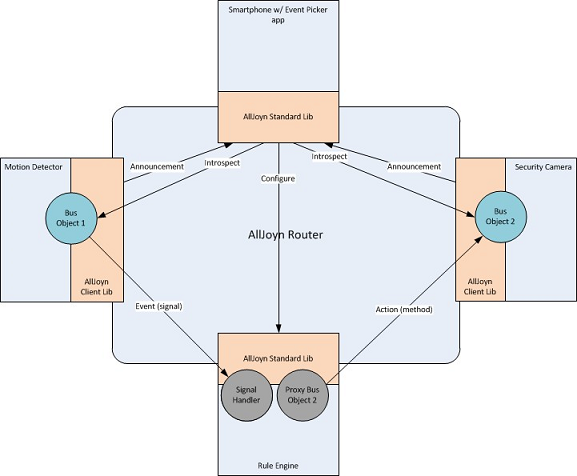 Smartphone w/ Event Picker
app
AllJoyn Standard Lib
Motion Detector
Announcement
Introspect
Introspect
Announcement
Security Camera
Configure
Bus
Object 1
Bus
Object 2
AllJoyn Router
AllJoyn
Client Lib
AllJoyn
Client Lib
Event (signal)
Action (method)
AllJoyn Standard Lib
Signal
Handler
Proxy Bus
Object 2
Rule Engine